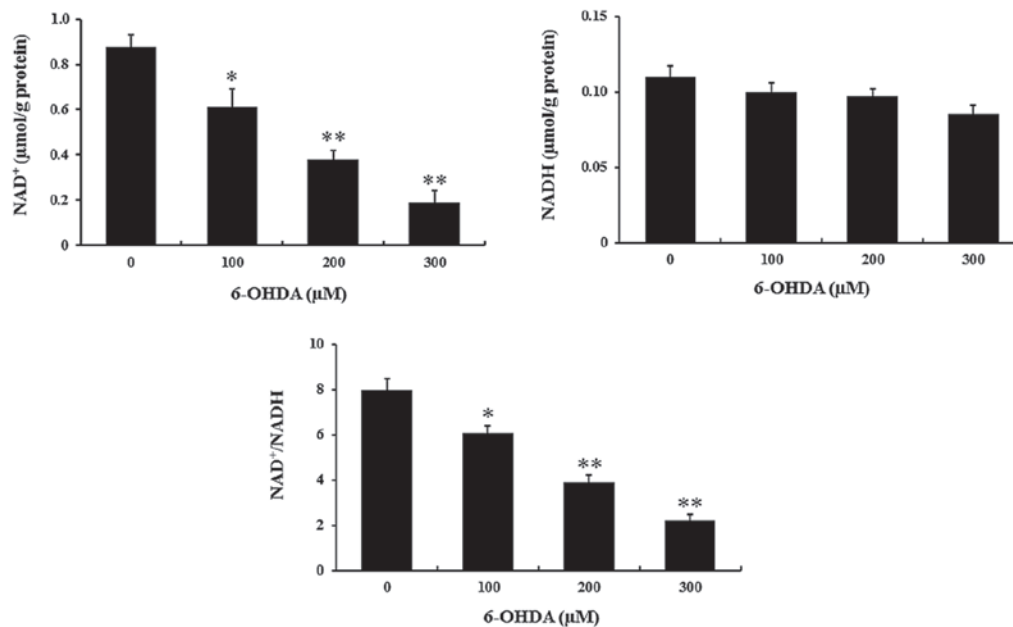 NAD⁺ (μmol/g protein)
1.0
0.8
0.6
0.4
0.2
0
*
**
**
0 100 200 300
6-OHDA (μM)
NADH (μmol/g protein)
0.15
0.10
0.05
0
0 100 200 300
6-OHDA (μM)
NAD⁺/NADH
10
8
6
4
2
0
*
**
**
0 100 200 300
6-OHDA (μM)